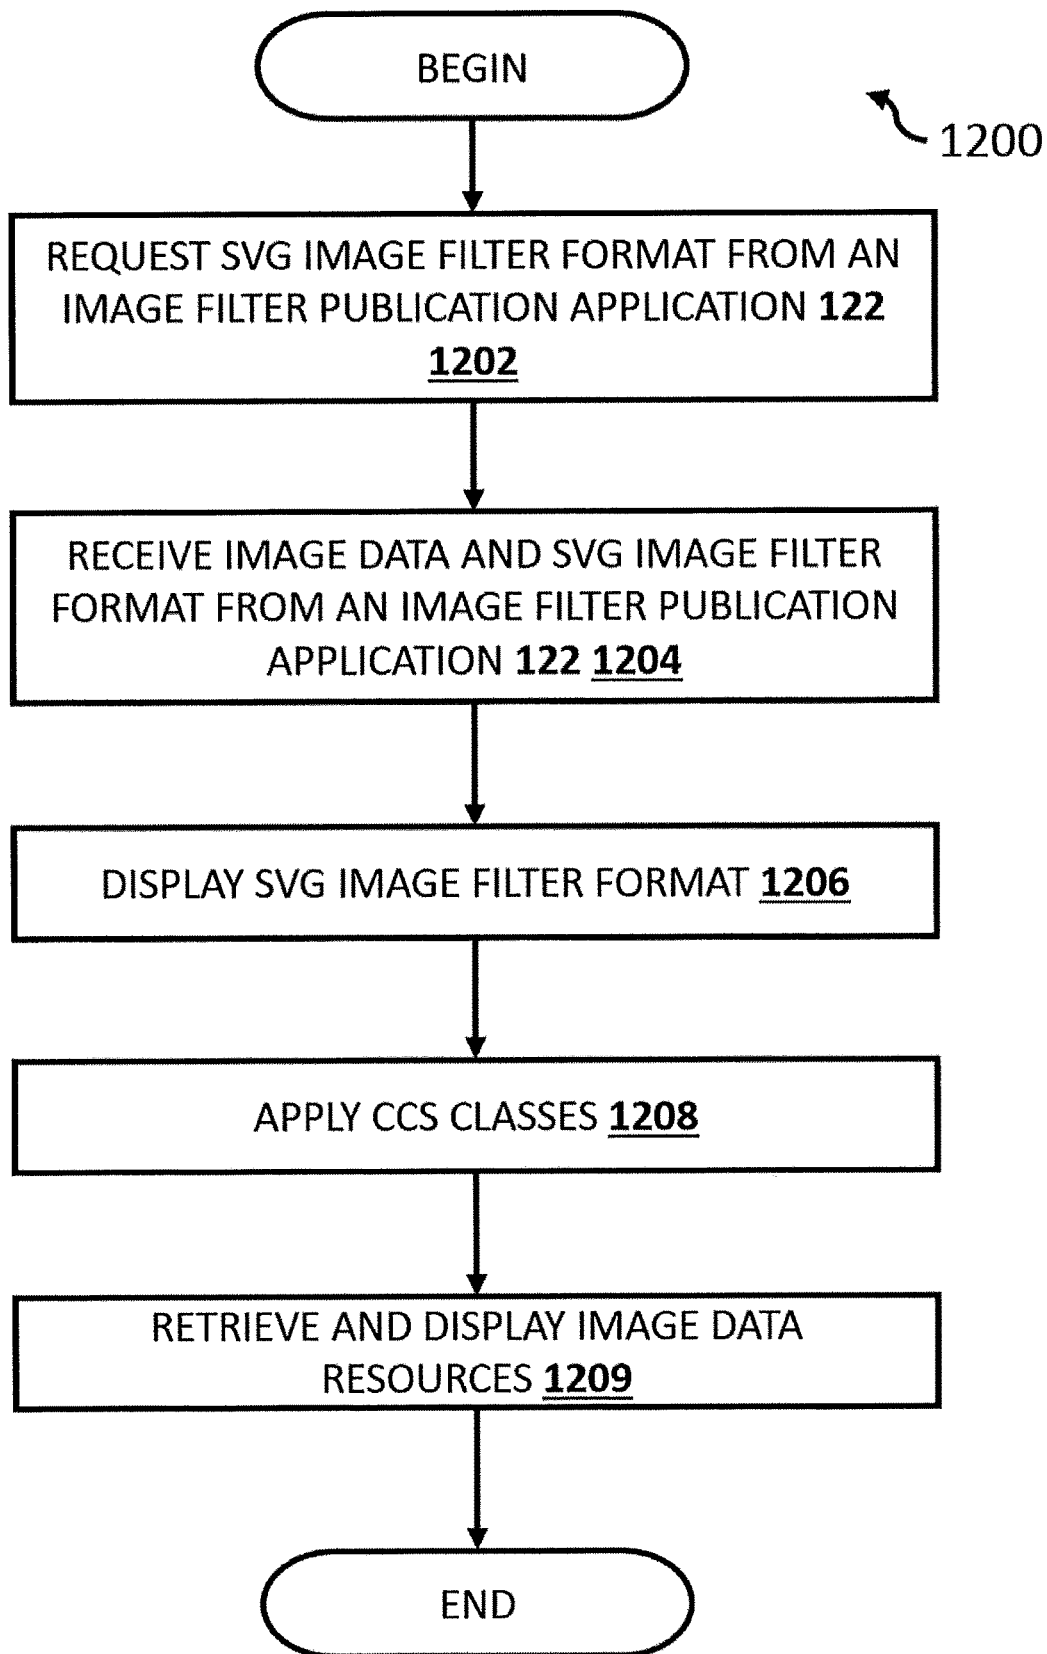 BEGIN
1200
REQUEST SVG IMAGE FILTER FORMAT FROM AN
IMAGE FILTER PUBLICATION APPLICATION 122
1202
RECEIVE IMAGE DATA AND SVG IMAGE FILTER
FORMAT FROM AN IMAGE FILTER PUBLICATION
APPLICATION 122 1204
DISPLAY SVG IMAGE FILTER FORMAT 1206
APPLY CCS CLASSES 1208
RETRIEVE AND DISPLAY IMAGE DATA
RESOURCES 1209
END